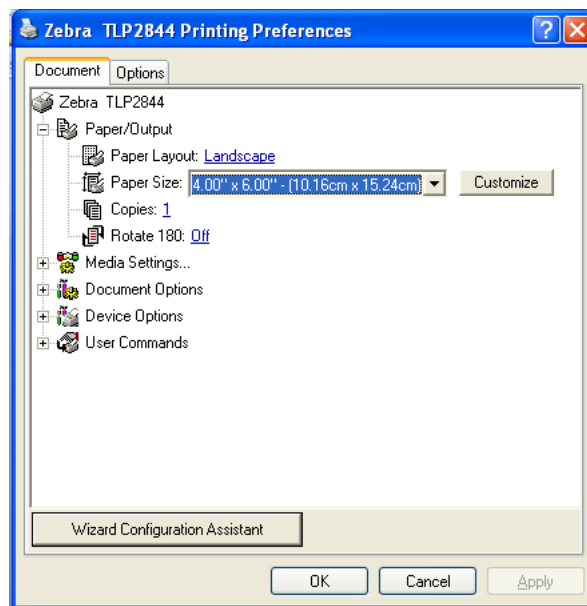 Zebra TLP2844 Printing Preferences
Document Options
Zebra TLP2844
Paper/Output
Paper Layout: Landscape
Paper Size: 4.00" x 6.00" - (10.16cm x 15.24cm) Customize
Copies: 1
Rotate 180: Off
Media Settings...
Document Options
Device Options
User Commands
Wizard Configuration Assistant
OK Cancel Apply